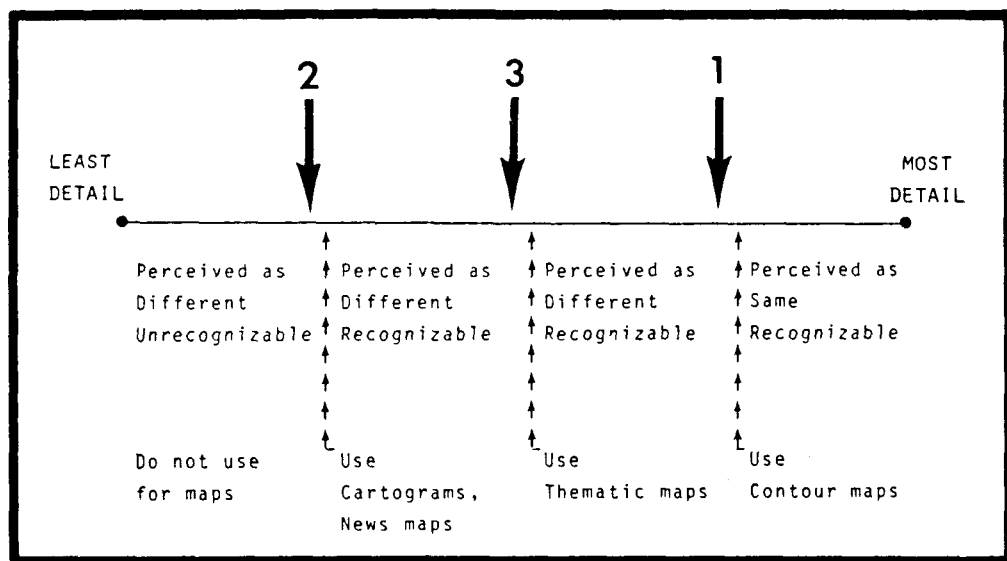 2 3 1
LEAST
DETAIL
MOST
DETAIL
Perceived as
Different
Unrecognizable
Perceived as
Different
Recognizable
Perceived as
Different
Recognizable
Perceived as
Same
Recognizable
Do not use
for maps
Use
Cartograms,
News maps
Use
Thematic maps
Use
Contour maps